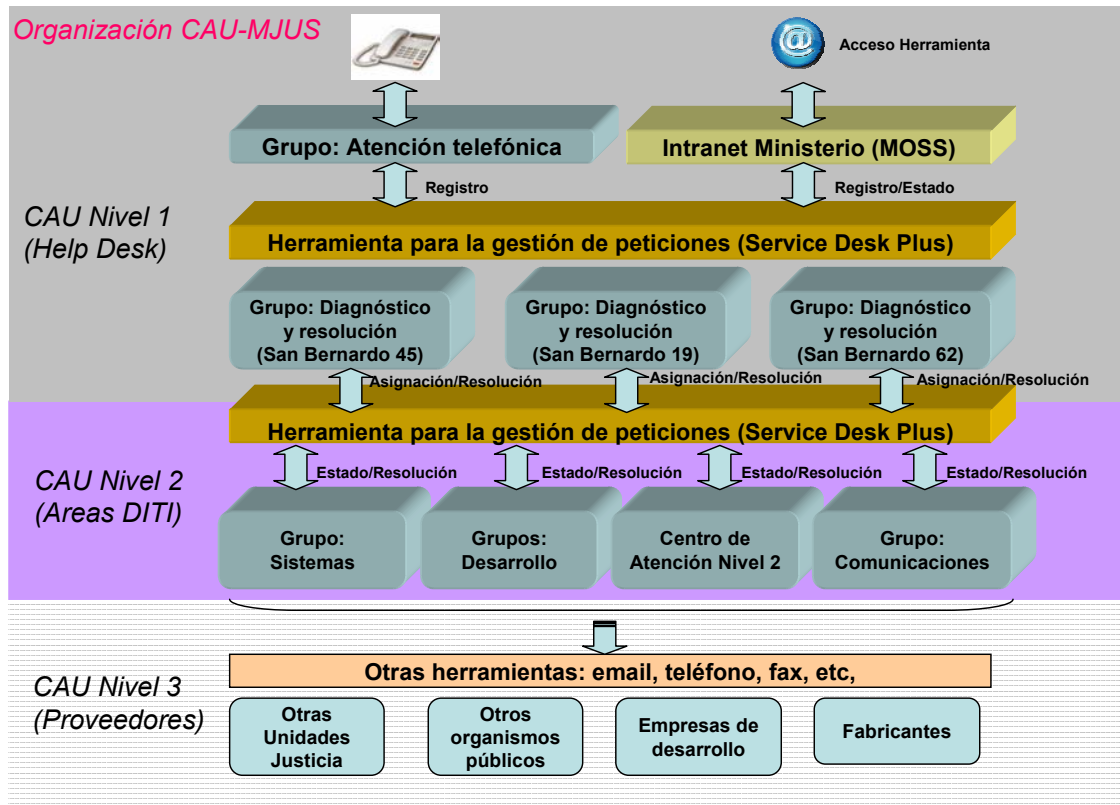 Organización CAU-MJUS
@
Acceso Herramienta
Grupo: Atención telefónica
Intranet Ministerio (MOSS)
Registro
Registro/Estado
CAU Nivel 1
(Help Desk)
Herramienta para la gestión de peticiones (Service Desk Plus)
Grupo: Diagnóstico
y resolución
(San Bernardo 45)
Grupo: Diagnóstico
y resolución
(San Bernardo 19)
Grupo: Diagnóstico
y resolución
(San Bernardo 62)
Asignación/Resolución
Asignación/Resolución
Asignación/Resolución
Herramienta para la gestión de peticiones (Service Desk Plus)
CAU Nivel 2
(Areas DITI)
Estado/Resolución
Estado/Resolución
Estado/Resolución
Estado/Resolución
Grupo:
Sistemas
Grupos:
Desarrollo
Centro de
Atención Nivel 2
Grupo:
Comunicaciones
CAU Nivel 3
(Proveedores)
Otras herramientas: email, teléfono, fax, etc,
Otras
Unidades
Justicia
Otros
organismos
públicos
Empresas de
desarrollo
Fabricantes